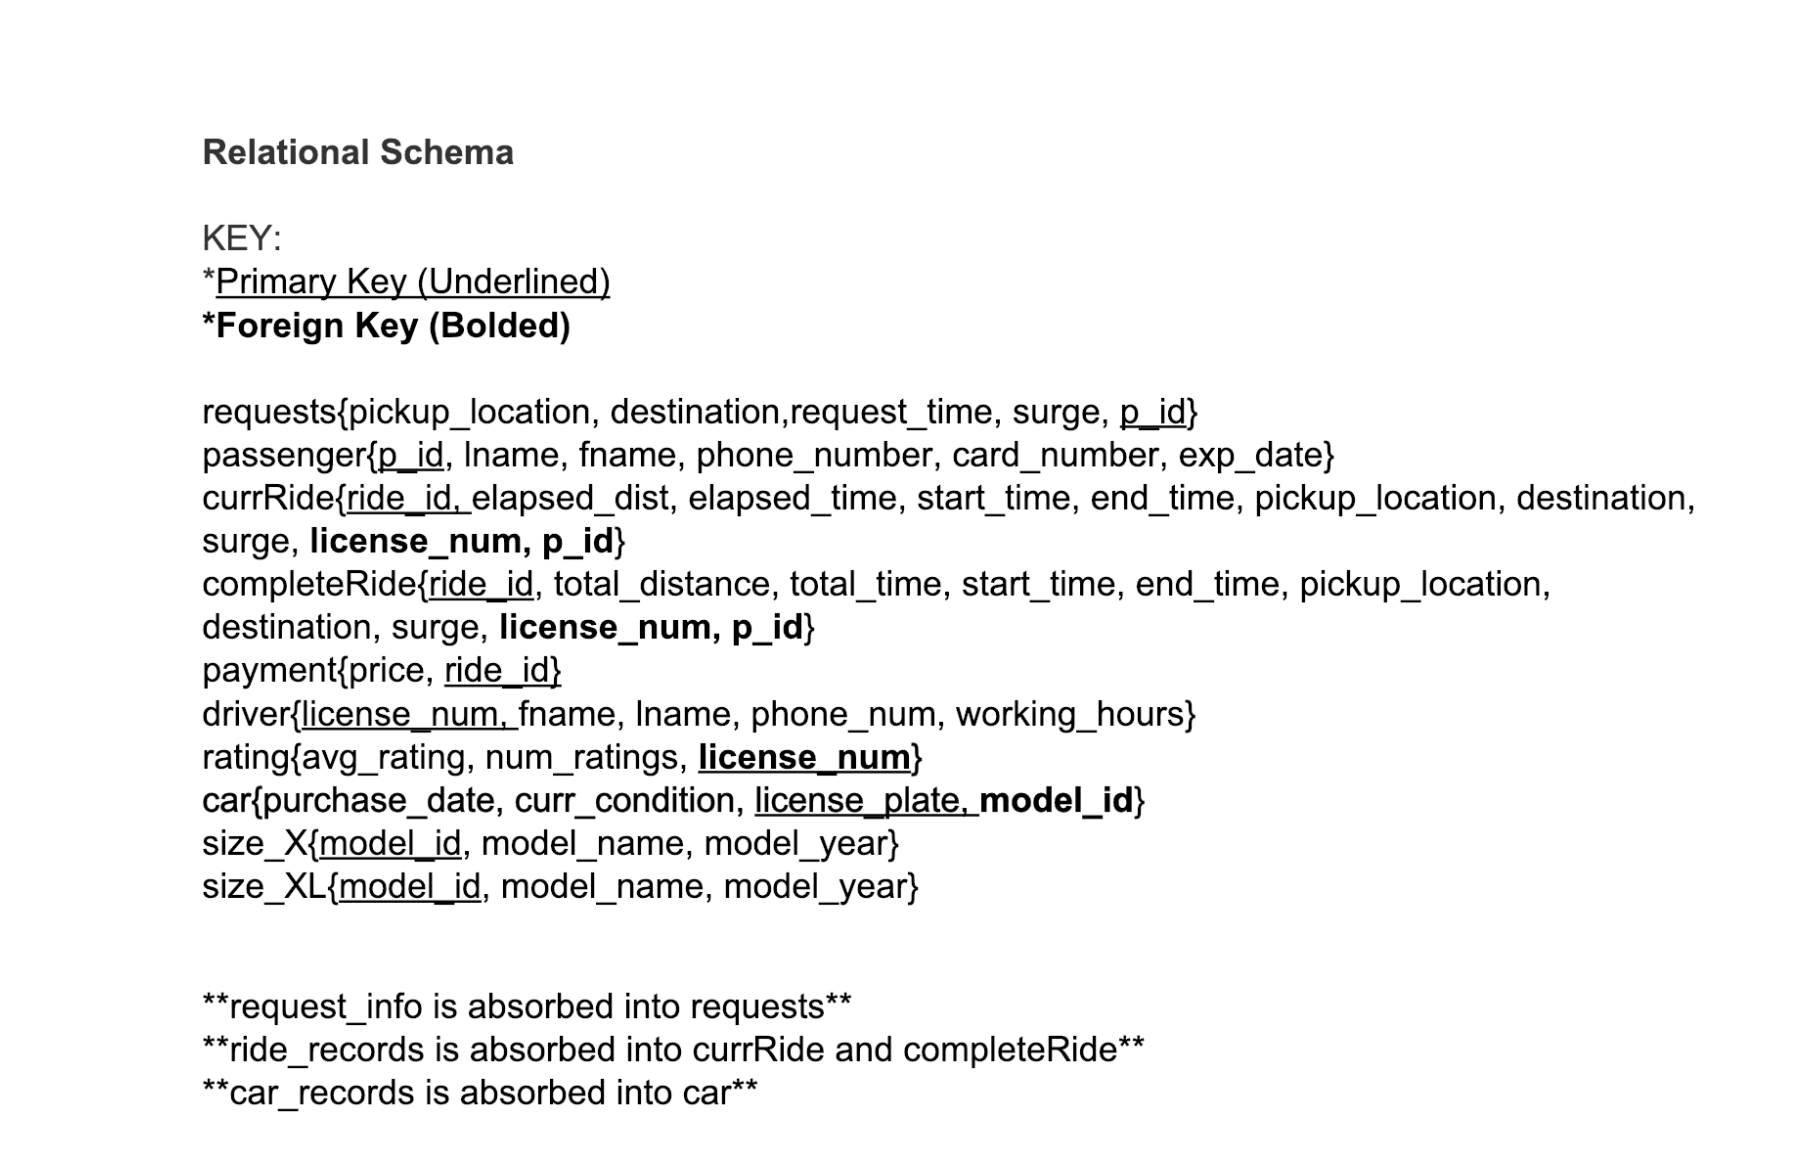 Relational Schema
KEY:
*Primary Key (Underlined)
*Foreign Key (Bolded)
requests{pickup_location, destination,request_time, surge, p_id}
passenger{p_id, lname, fname, phone_number, card_number, exp_date}
currRide{ride_id, elapsed_dist, elapsed_time, start_time, end_time, pickup_location, destination,
surge, license_num, p_id}
completeRide{ride_id, total_distance, total_time, start_time, end_time, pickup_location,
destination, surge, license_num, p_id}
payment{price, ride_id}
driver{license_num, fname, lname, phone_num, working_hours}
rating{avg_rating, num_ratings, license_num}
car{purchase_date, curr_condition, license_plate, model_id}
size_X{model_id, model_name, model_year}
size_XL{model_id, model_name, model_year}
**request_info is absorbed into requests**
**ride_records is absorbed into currRide and completeRide**
**car_records is absorbed into car**